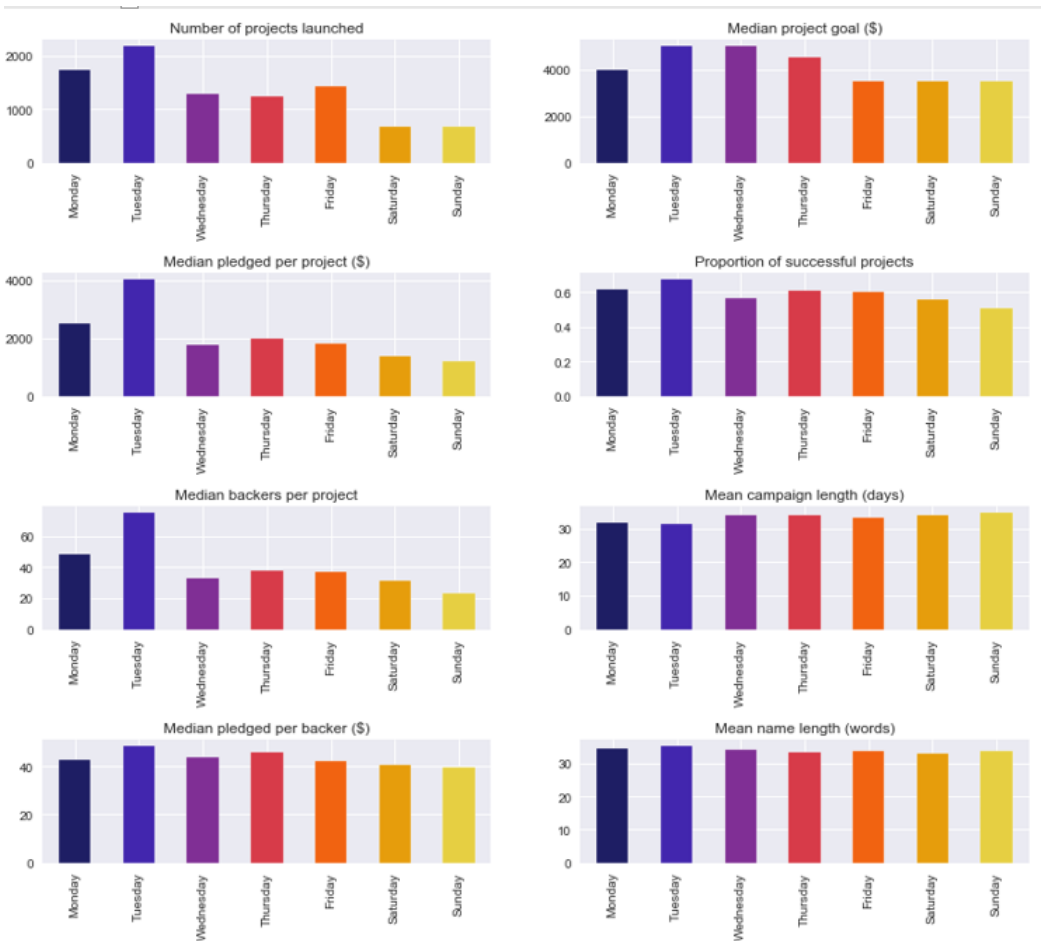 Number of projects launched
2000
1000
0
Monday
Tuesday
Wednesday
Thursday
Friday
Saturday
Sunday
Median project goal ($)
4000
2000
0
Monday
Tuesday
Wednesday
Thursday
Friday
Saturday
Sunday
Median pledged per project ($)
4000
2000
0
Monday
Tuesday
Wednesday
Thursday
Friday
Saturday
Sunday
Proportion of successful projects
0.6
0.4
0.2
0.0
Monday
Tuesday
Wednesday
Thursday
Friday
Saturday
Sunday
Median backers per project
60
40
20
0
Monday
Tuesday
Wednesday
Thursday
Friday
Saturday
Sunday
Mean campaign length (days)
30
20
10
0
Monday
Tuesday
Wednesday
Thursday
Friday
Saturday
Sunday
Median pledged per backer ($)
40
20
0
Monday
Tuesday
Wednesday
Thursday
Friday
Saturday
Sunday
Mean name length (words)
30
20
10
0
Monday
Tuesday
Wednesday
Thursday
Friday
Saturday
Sunday